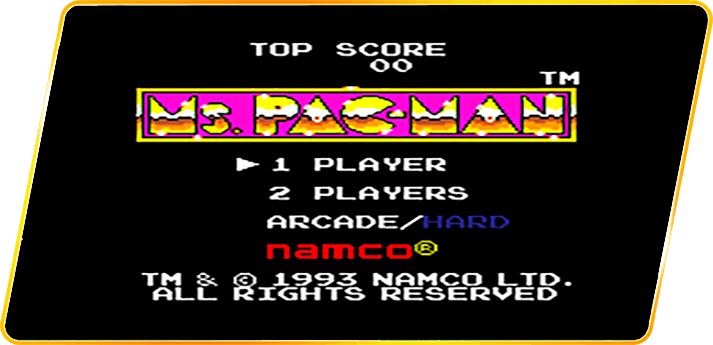 TOP SCORE
00
TM
Ms. PAC-MAN
▶ 1 PLAYER
2 PLAYERS
ARCADE/HARD
namco®
TM & © 1993 NAMCO LTD.
ALL RIGHTS RESERVED